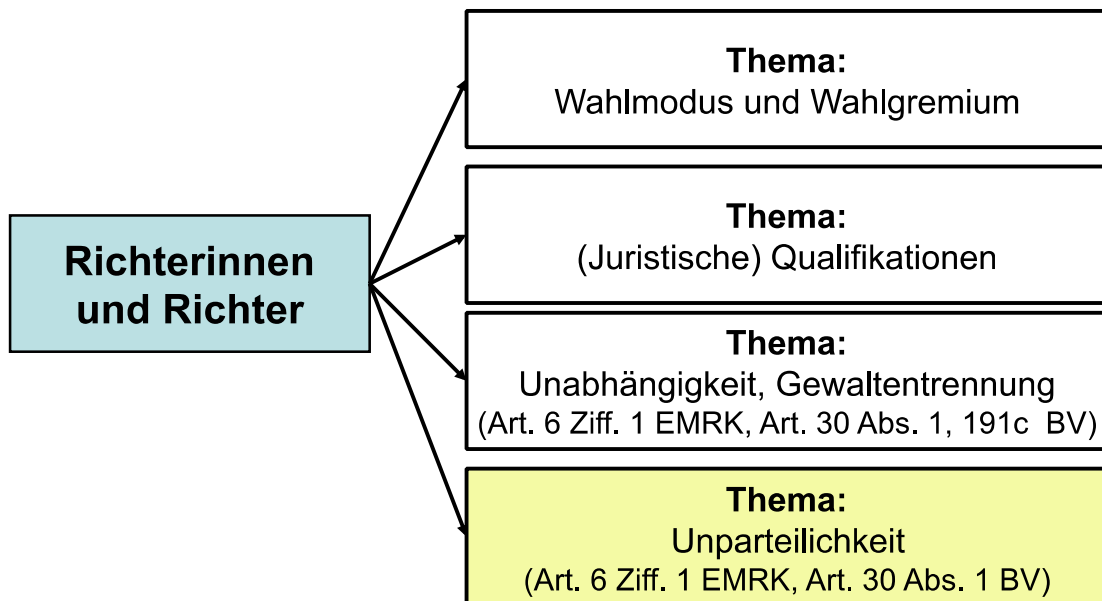 Richterinnen
und Richter
Thema:
Wahlmodus und Wahlgremium
Thema:
(Juristische) Qualifikationen
Thema:
Unabhängigkeit, Gewaltentrennung
(Art. 6 Ziff. 1 EMRK, Art. 30 Abs. 1, 191c BV)
Thema:
Unparteilichkeit
(Art. 6 Ziff. 1 EMRK, Art. 30 Abs. 1 BV)